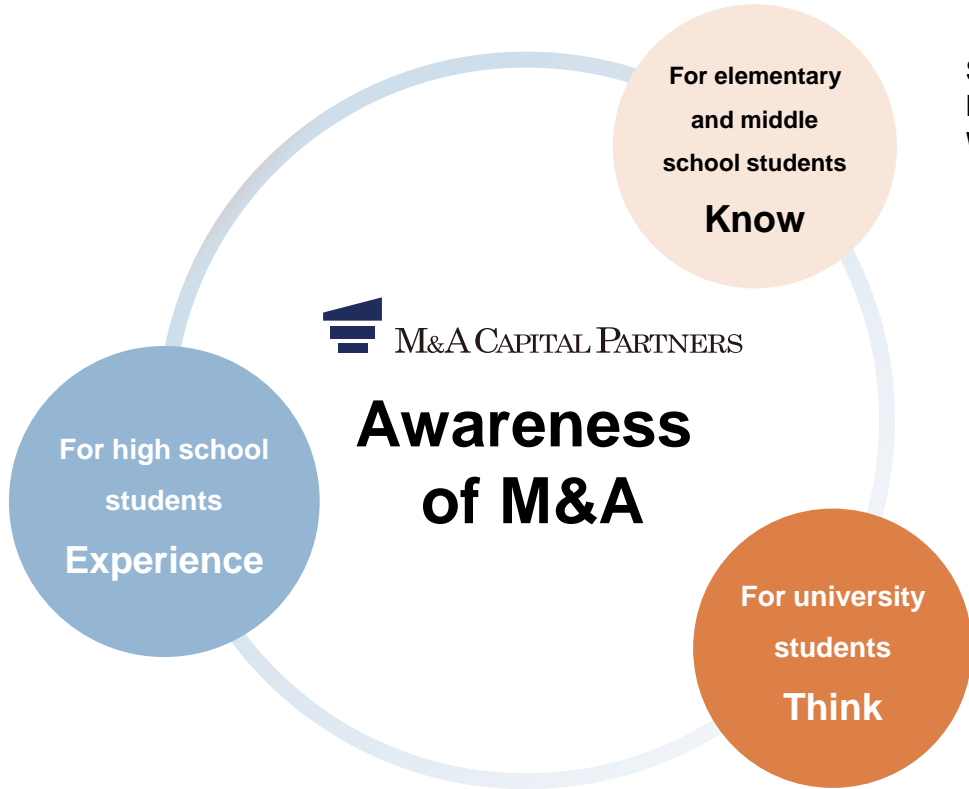 For elementary
and middle
school students
Know
M&A CAPITAL PARTNERS
Awareness
of M&A
For high school
students
Experience
For university
students
Think